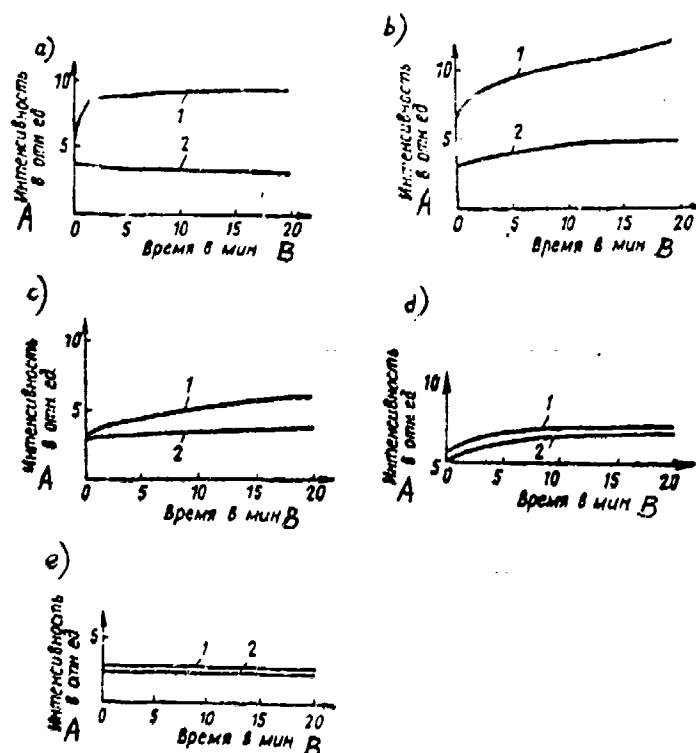 a)
Интенсивность
в отн ед
10
5
1
2
A
0 5 10 15 20
Время в мин B
b)
Интенсивность
в отн ед
10
5
1
2
A
0 5 10 15 20
Время в мин B
c)
Интенсивность
в отн ед
10
5
1
2
A
0 5 10 15 20
Время в мин B
d)
Интенсивность
в отн ед
10
5
1
2
A
0 5 10 15 20
Время в мин B
e)
Интенсивность
в отн ед
5
1 2
A
0 5 10 15 20
Время в мин B